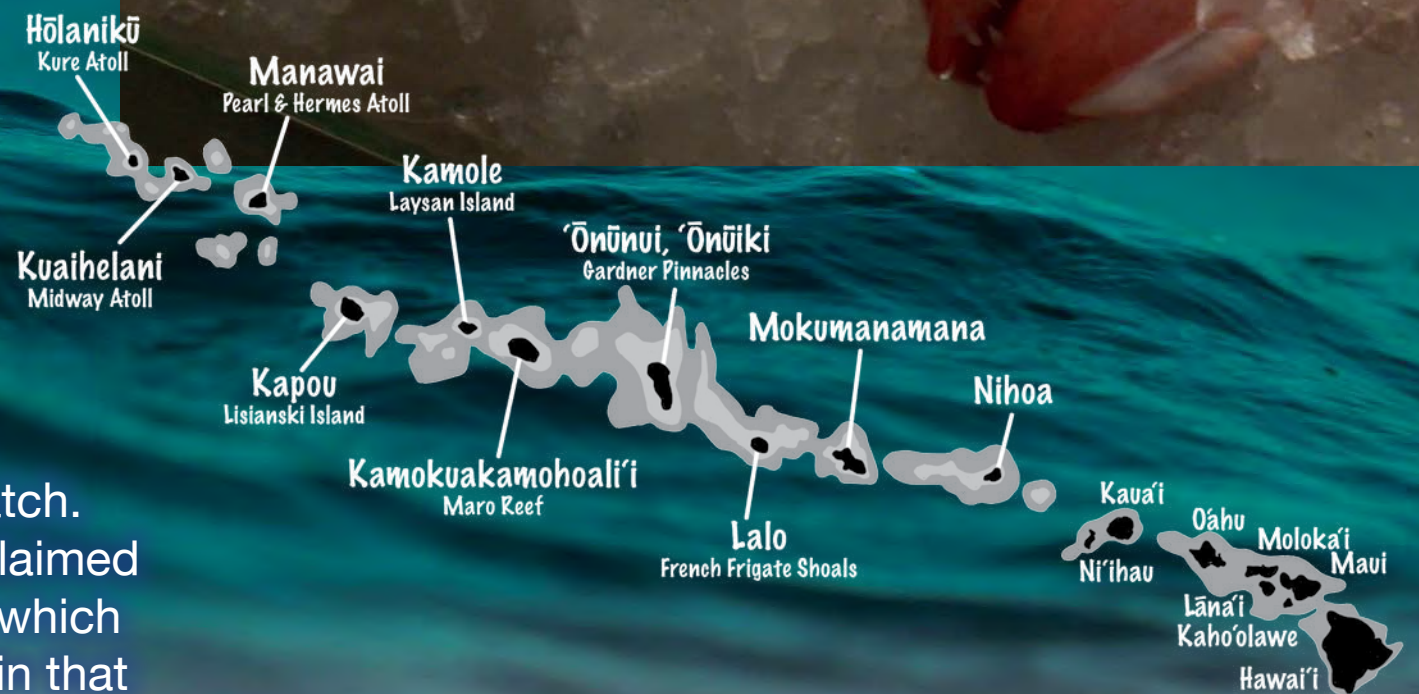 Hōlanikū
Kure Atoll
Manawai
Pearl & Hermes Atoll
Kuaihelani
Midway Atoll
Kamole
Laysan Island
ʻŌnūnui, ʻŌnūiki
Gardner Pinnacles
Kapou
Lisianski Island
Mokumanamana
Nihoa
Kamokuakamohoaliʻi
Maro Reef
Lalo
French Frigate Shoals
Kauaʻi
Niʻihau
Oʻahu
Molokaʻi
Maui
Lānaʻi
Kahoʻolawe
Hawaiʻi
laimed
which
in that